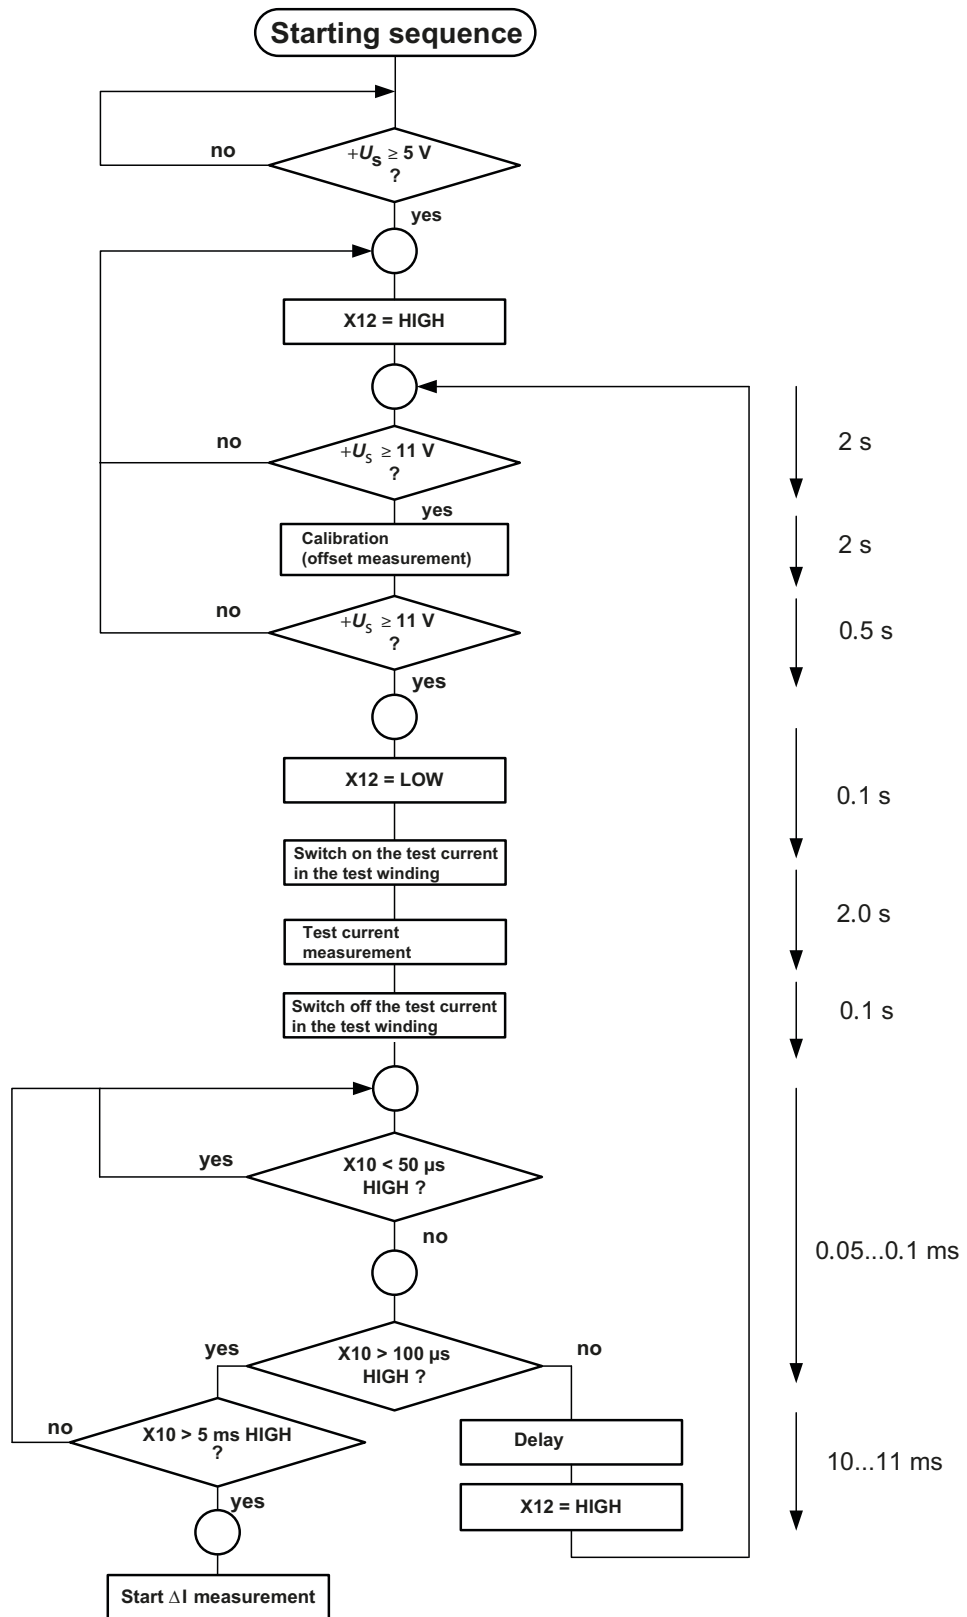 Starting sequence
no
+Us ≥ 5 V
?
yes
X12 = HIGH
no
+US ≥ 11 V
?
2 s
yes
Calibration
(offset measurement)
2 s
no
+US ≥ 11 V
?
0.5 s
yes
X12 = LOW
0.1 s
Switch on the test current
in the test winding
2.0 s
Test current
measurement
Switch off the test current
in the test winding
0.1 s
yes
X10 < 50 µs
HIGH ?
no
0.05...0.1 ms
yes
X10 > 100 µs
HIGH ?
no
no
X10 > 5 ms HIGH
?
Delay
10...11 ms
yes
X12 = HIGH
Start ΔI measurement